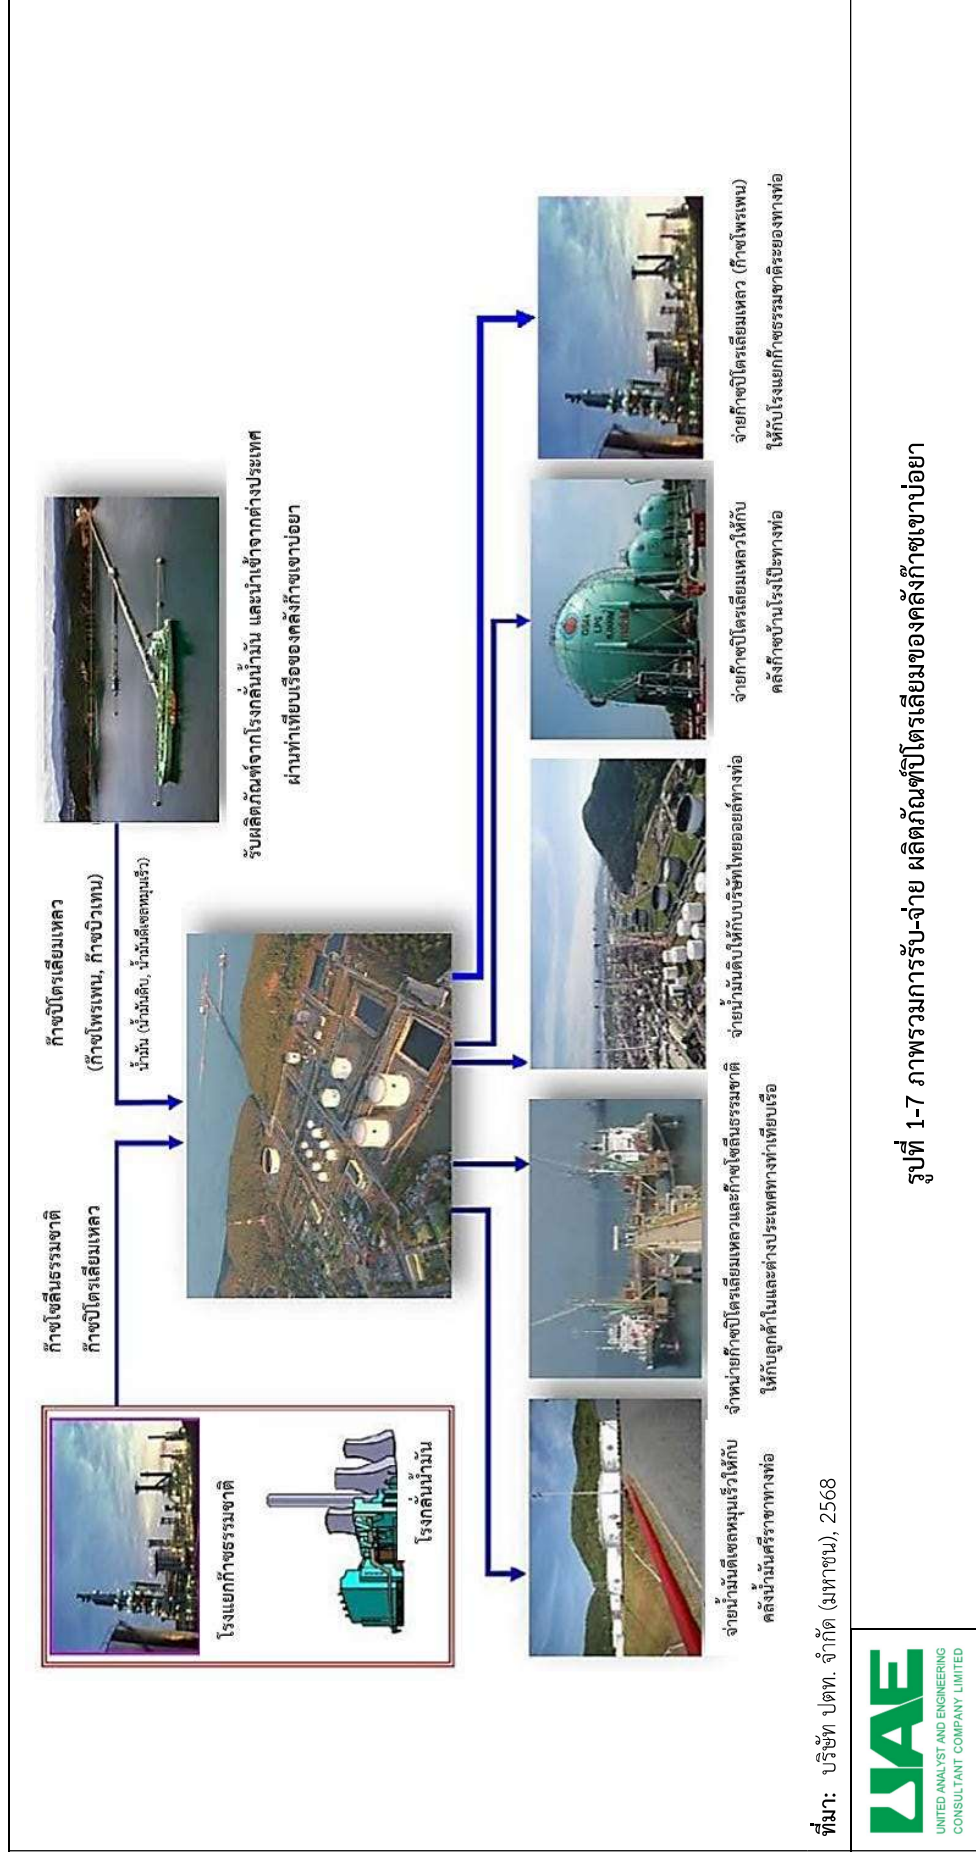 ก๊าซโซลีนธรรมชาติ
ก๊าซปิโตรเลียมเหลว
ก๊าซปิโตรเลียมเหลว
(ก๊าซโพรเพน, ก๊าซบิวเทน)
น้ำมัน (น้ำมันดิบ, น้ำมันดีเซลหมุนเร็ว)
โรงแยกก๊าซธรรมชาติ
โรงกลั่นน้ำมัน
รับผลิตภัณฑ์จากโรงกลั่นน้ำมัน และนำเข้าจากต่างประเทศ
ผ่านท่าเทียบเรือของคลังก๊าซเขาบ่อยา
จ่ายน้ำมันดีเซลหมุนเร็วให้กับ
คลังน้ำมันศรีราชาทางท่อ
จำหน่ายก๊าซปิโตรเลียมเหลวและก๊าซโซลีนธรรมชาติ
ให้กับลูกค้าในและต่างประเทศทางท่าเทียบเรือ
จ่ายน้ำมันดิบให้กับบริษัทไทยออยล์ทางท่อ
จ่ายก๊าซปิโตรเลียมเหลวให้กับ
คลังก๊าซบ้านโรงโป๊ะทางท่อ
จ่ายก๊าซปิโตรเลียมเหลว (ก๊าซโพรเพน)
ให้กับโรงแยกก๊าซธรรมชาติระยองทางท่อ
ที่มา: บริษัท ปตท. จำกัด (มหาชน), 2568
UAE
UNITED ANALYST AND ENGINEERING
CONSULTANT COMPANY LIMITED
รูปที่ 1-7 ภาพรวมการรับ-จ่าย ผลิตภัณฑ์ปิโตรเลียมของคลังก๊าซเขาบ่อยา